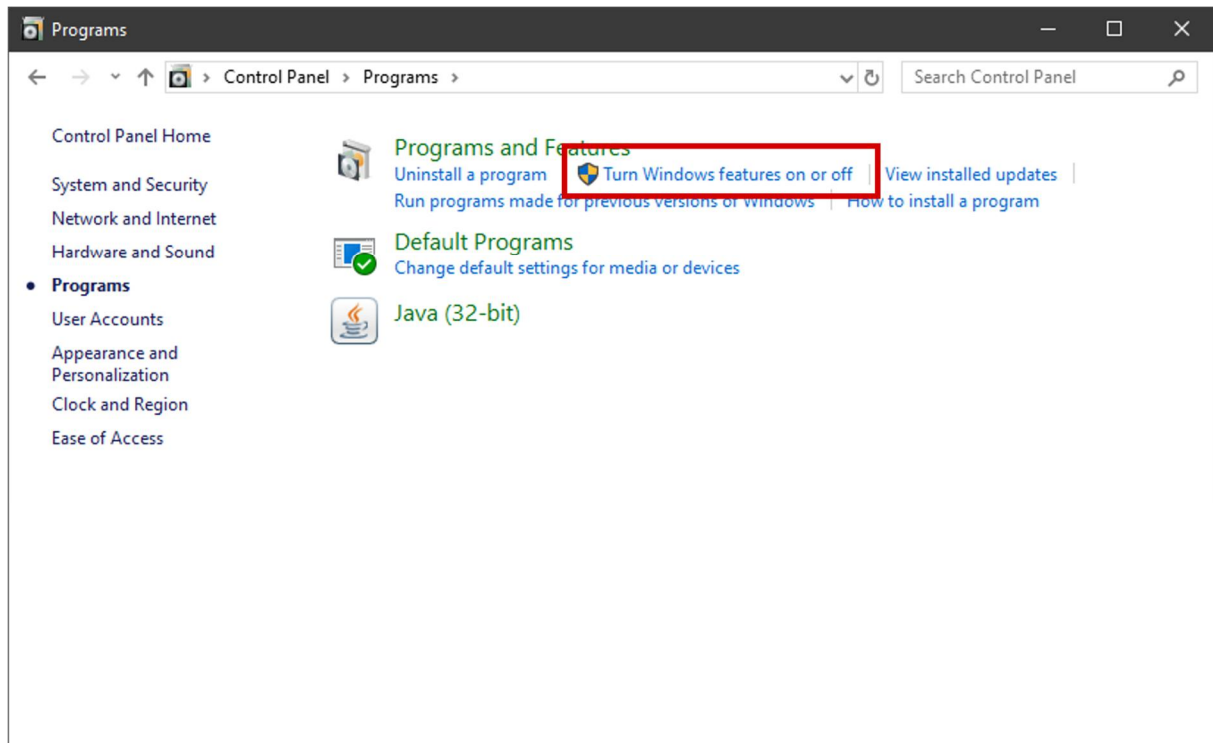 Programs
Control Panel > Programs >
Search Control Panel
Control Panel Home
System and Security
Network and Internet
Hardware and Sound
Programs
User Accounts
Appearance and
Personalization
Clock and Region
Ease of Access
Programs and Features
Uninstall a program
Turn Windows features on or off
View installed updates
Run programs made for previous versions of Windows
How to install a program
Default Programs
Change default settings for media or devices
Java (32-bit)